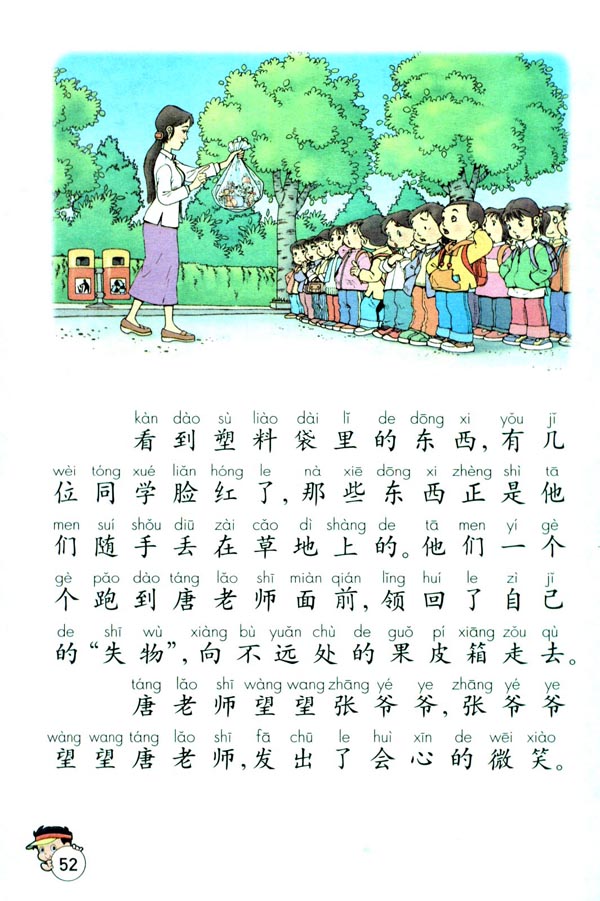 kàn dào sù liào dài lǐ de dōng xi yǒu jǐ
看到塑料袋里的东西,有几
wèi tóng xué liǎn hóng le nà xiē dōng xi zhèng shì tā
位同学脸红了,那些东西正是他
men suí shǒu diū zài cǎo dì shàng de tā men yí gè
们随手丢在草地上的。他们一个
gè pǎo dào táng lǎo shī miàn qián lǐng huí le zì jǐ
个跑到唐老师面前,领回了自己
de shī wù xiàng bù yuǎn chù de guǒ pí xiāng zǒu qù
的“失物”,向不远处的果皮箱走去。
táng lǎo shī wàng wang zhāng yé ye zhāng yé ye
唐老师望望张爷爷,张爷爷
wàng wang táng lǎo shī fā chū le huì xīn de wēi xiào
望望唐老师,发出了会心的微笑。
52